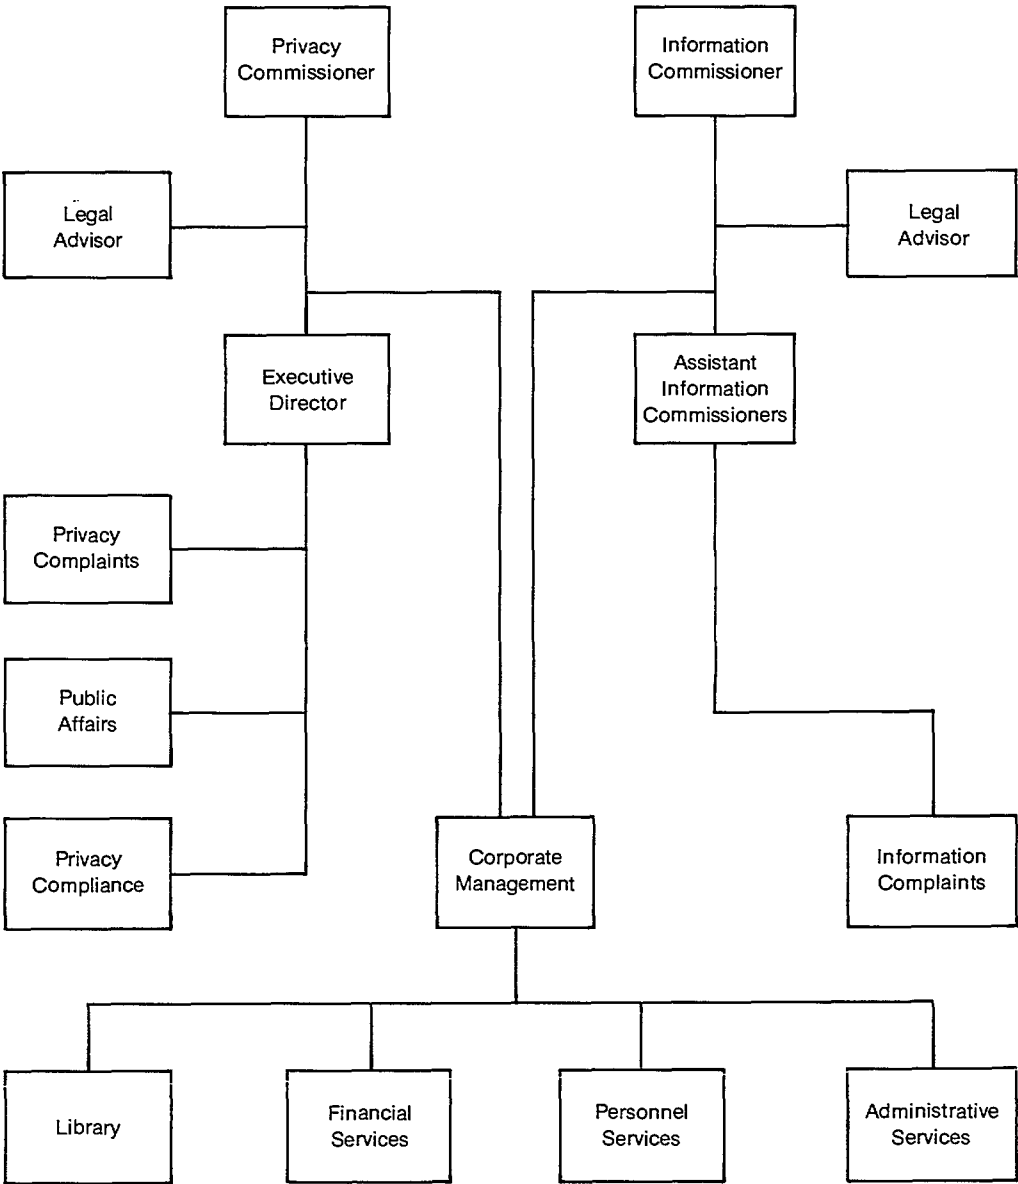 Privacy
Commissioner
Information
Commissioner
Legal
Advisor
Legal
Advisor
Executive
Director
Assistant
Information
Commissioners
Privacy
Complaints
Public
Affairs
Privacy
Compliance
Corporate
Management
Information
Complaints
Library
Financial
Services
Personnel
Services
Administrative
Services